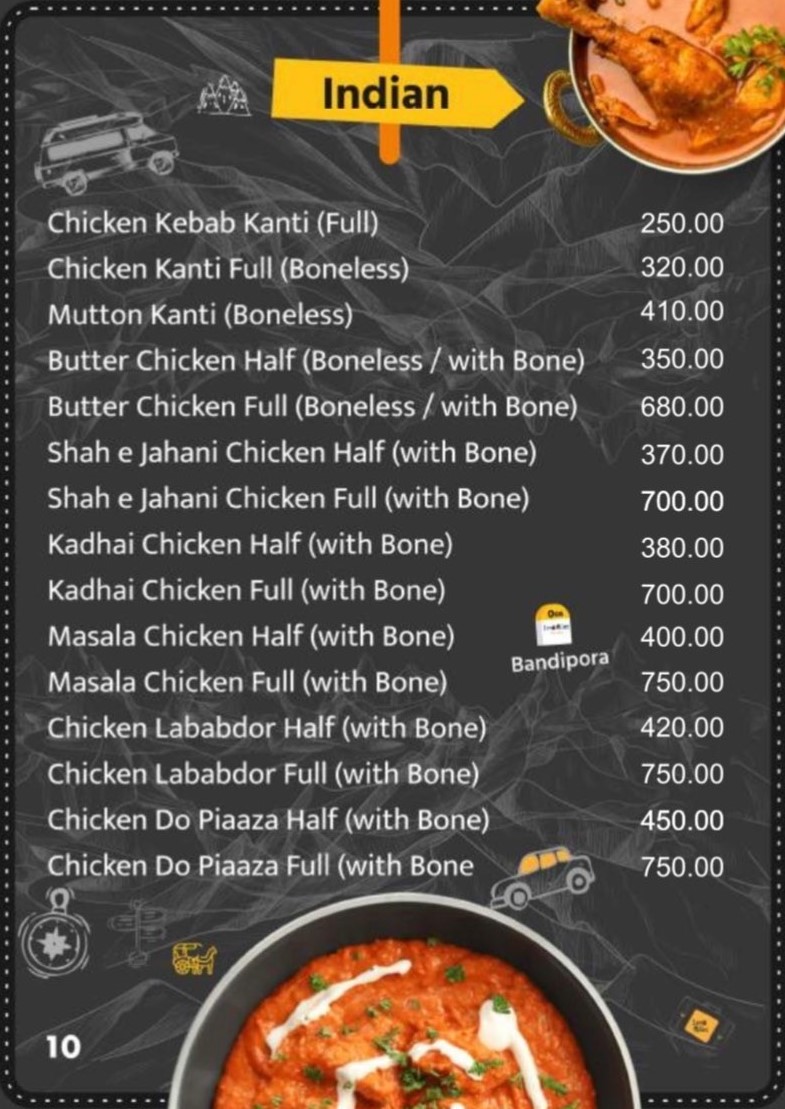 Indian
Chicken Kebab Kanti (Full) 250.00
Chicken Kanti Full (Boneless) 320.00
Mutton Kanti (Boneless) 410.00
Butter Chicken Half (Boneless / with Bone) 350.00
Butter Chicken Full (Boneless / with Bone) 680.00
Shah e Jahani Chicken Half (with Bone) 370.00
Shah e Jahani Chicken Full (with Bone) 700.00
Kadhai Chicken Half (with Bone) 380.00
Kadhai Chicken Full (with Bone) 700.00
Masala Chicken Half (with Bone) 400.00
Bandipora
Masala Chicken Full (with Bone) 750.00
Chicken Lababdor Half (with Bone) 420.00
Chicken Lababdor Full (with Bone) 750.00
Chicken Do Piaaza Half (with Bone) 450.00
Chicken Do Piaaza Full (with Bone 750.00
10